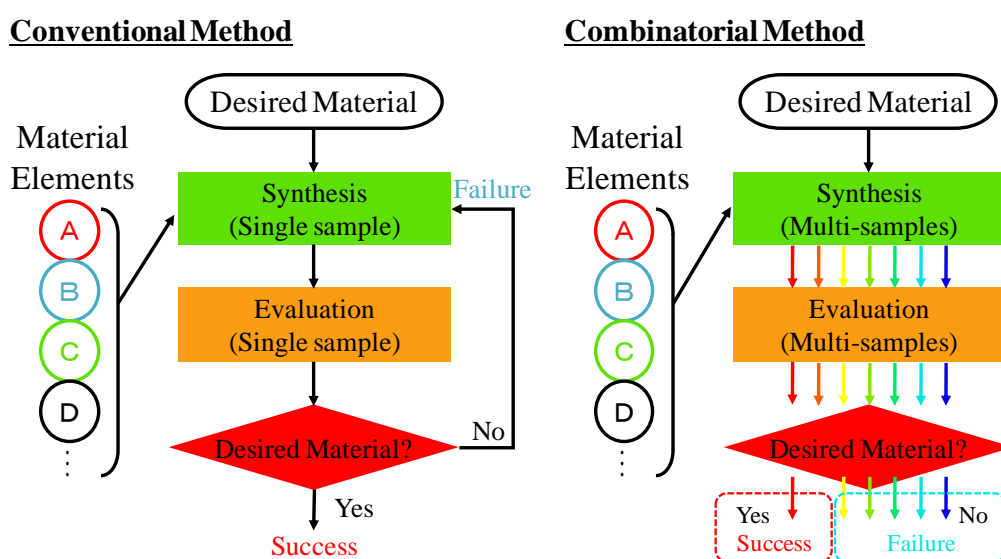 Conventional Method
Desired Material
Material
Elements
A
B
C
D
Synthesis
(Single sample)
Failure
Evaluation
(Single sample)
Desired Material?
No
Yes
Success
Combinatorial Method
Desired Material
Material
Elements
A
B
C
D
Synthesis
(Multi-samples)
Evaluation
(Multi-samples)
Desired Material?
Yes
Success
No
Failure